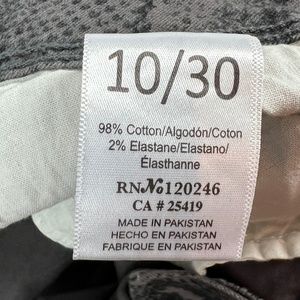 10/30
98% Cotton/Algodón/Coton
2% Elastane/Elastano/
Élasthanne
RN№120246
CA # 25419
MADE IN PAKISTAN
HECHO EN PAKISTAN
FABRIQUE EN PAKISTAN